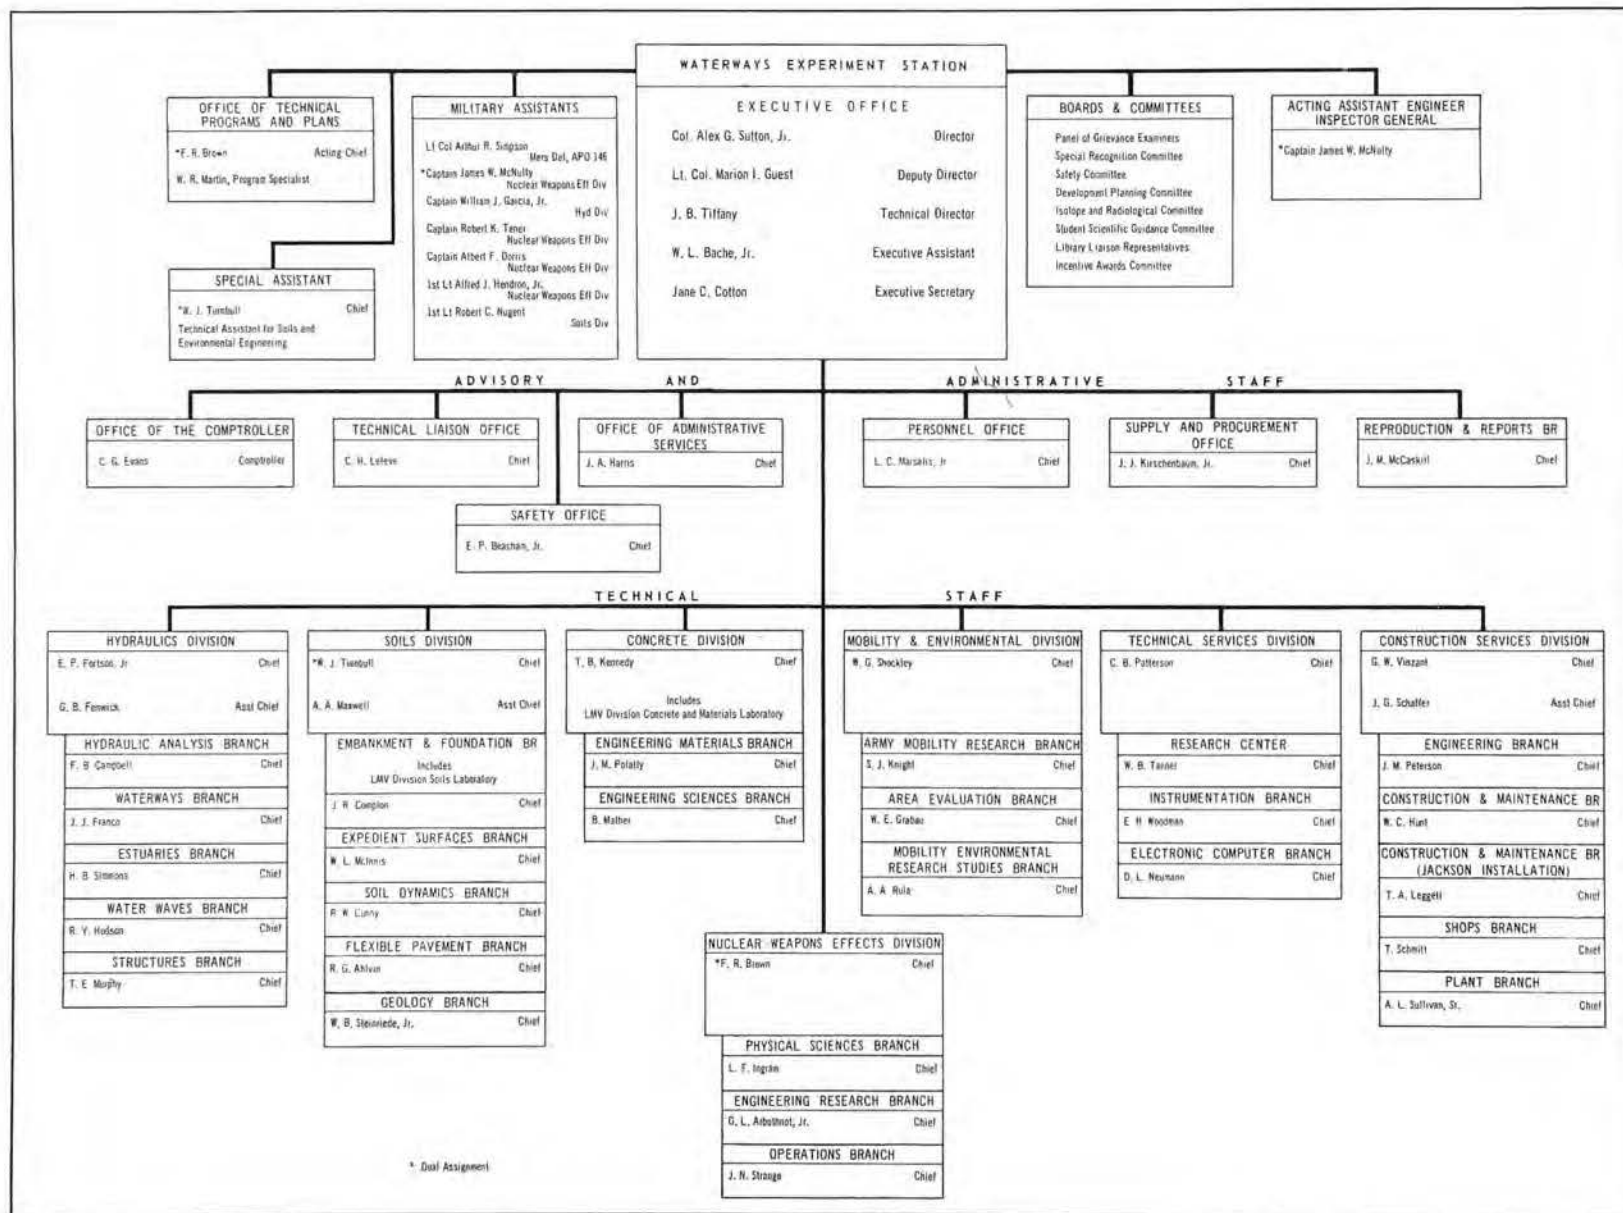 WATERWAYS EXPERIMENT STATION
EXECUTIVE OFFICE
Col. Alex G. Sutton, Jr. Director
Lt. Col. Marion I. Guest Deputy Director
J. B. Tiffany Technical Director
W. L. Bache, Jr. Executive Assistant
Jane C. Cotton Executive Secretary
OFFICE OF TECHNICAL
PROGRAMS AND PLANS
*F. R. Brown Acting Chief
W. R. Martin, Program Specialist
SPECIAL ASSISTANT
*W. J. Turnbull Chief
Technical Assistant for Soils and
Environmental Engineering
MILITARY ASSISTANTS
Lt Col Arthur R. Simpson
Mers Del, APO 146
*Captain James W. McNulty
Nuclear Weapons Eff Div
Captain William J. Garcia, Jr.
Hyd Div
Captain Robert K. Tener
Nuclear Weapons Eff Div
Captain Albert F. Dorris
Nuclear Weapons Eff Div
1st Lt Alfred J. Hendron, Jr.
Nuclear Weapons Eff Div
1st Lt Robert C. Nugent
Soils Div
BOARDS & COMMITTEES
Panel of Grievance Examiners
Special Recognition Committee
Safety Committee
Development Planning Committee
Isotope and Radiological Committee
Student Scientific Guidance Committee
Library Liaison Representatives
Incentive Awards Committee
ACTING ASSISTANT ENGINEER
INSPECTOR GENERAL
*Captain James W. McNulty
ADVISORY AND ADMINISTRATIVE STAFF
OFFICE OF THE COMPTROLLER
C. G. Evans Comptroller
TECHNICAL LIAISON OFFICE
C. H. Chief
OFFICE OF ADMINISTRATIVE
SERVICES
J. A. Harris Chief
PERSONNEL OFFICE
L. C. Marsalis, Jr Chief
SUPPLY AND PROCUREMENT
OFFICE
J. J. Kirschenbaum, Jr. Chief
REPRODUCTION & REPORTS BR
J. M. McCaskill Chief
SAFETY OFFICE
E. P. Jr. Chief
TECHNICAL STAFF
HYDRAULICS DIVISION
E. P. Fortson, Jr Chief
G. B. Fenwick Asst Chief
HYDRAULIC ANALYSIS BRANCH
F. B. Campbell Chief
WATERWAYS BRANCH
J. J. Franco Chief
ESTUARIES BRANCH
H. B. Simmons Chief
WATER WAVES BRANCH
R. Y. Hudson Chief
STRUCTURES BRANCH
T. E. Murphy Chief
SOILS DIVISION
*W. J. Turnbull Chief
A. A. Maxwell Asst Chief
EMBANKMENT & FOUNDATION BR
Includes
LMV Division Soils Laboratory
J. R. Compton Chief
EXPEDIENT SURFACES BRANCH
W. L. McInnis Chief
SOIL DYNAMICS BRANCH
R. W. Cunny Chief
FLEXIBLE PAVEMENT BRANCH
R. G. Ahlvin Chief
GEOLOGY BRANCH
W. B. Steinriede, Jr. Chief
CONCRETE DIVISION
T. B. Kennedy Chief
Includes
LMV Division Concrete and Materials Laboratory
ENGINEERING MATERIALS BRANCH
J. M. Polatty Chief
ENGINEERING SCIENCES BRANCH
B. Mather Chief
MOBILITY & ENVIRONMENTAL DIVISION
W. G. Shockley Chief
ARMY MOBILITY RESEARCH BRANCH
S. J. Knight Chief
AREA EVALUATION BRANCH
W. E. Grabau Chief
MOBILITY ENVIRONMENTAL
RESEARCH STUDIES BRANCH
A. A. Rula Chief
TECHNICAL SERVICES DIVISION
C. B. Patterson Chief
RESEARCH CENTER
W. B. Chief
INSTRUMENTATION BRANCH
E. H. Woodman Chief
ELECTRONIC COMPUTER BRANCH
D. L. Neumann Chief
CONSTRUCTION SERVICES DIVISION
G. W. Vinzant Chief
J. G. Schaffer Asst Chief
ENGINEERING BRANCH
J. M. Peterson Chief
CONSTRUCTION & MAINTENANCE BR
W. C. Hunt Chief
CONSTRUCTION & MAINTENANCE BR
(JACKSON INSTALLATION)
T. A. Leggett Chief
SHOPS BRANCH
T. Schmitt Chief
PLANT BRANCH
A. L. Sullivan, Sr. Chief
NUCLEAR WEAPONS EFFECTS DIVISION
*F. R. Brown Chief
PHYSICAL SCIENCES BRANCH
L. F. Ingram Chief
ENGINEERING RESEARCH BRANCH
G. L. Arbuthnot, Jr. Chief
OPERATIONS BRANCH
J. N. Strange Chief
* Dual Assignment